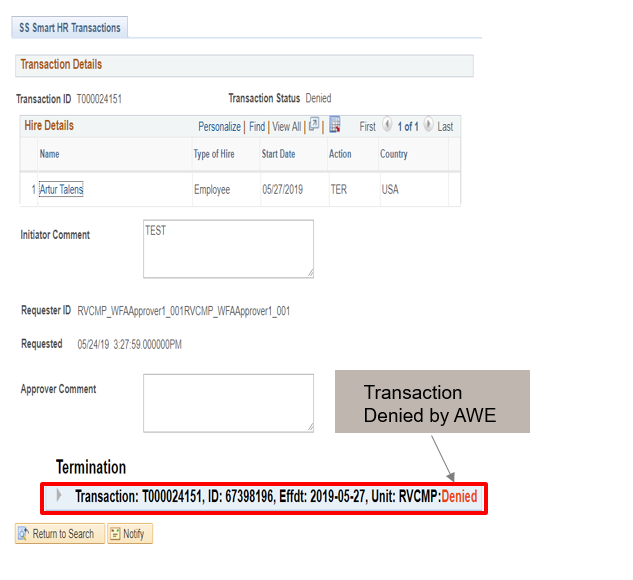 SS Smart HR Transactions
Transaction Details
Transaction ID T000024151 Transaction Status Denied
Hire Details Personalize | Find | View All | | First 1 of 1 Last
Name Type of Hire Start Date Action Country
1 Artur Talens Employee 05/27/2019 TER USA
Initiator Comment TEST
Requester ID RVCMP_WFAApprover1_001RVCMP_WFAApprover1_001
Requested 05/24/19 3:27:59.000000PM
Approver Comment
Transaction
Denied by AWE
Termination
Transaction: T000024151, ID: 67398196, Effdt: 2019-05-27, Unit: RVCMP:Denied
Return to Search Notify